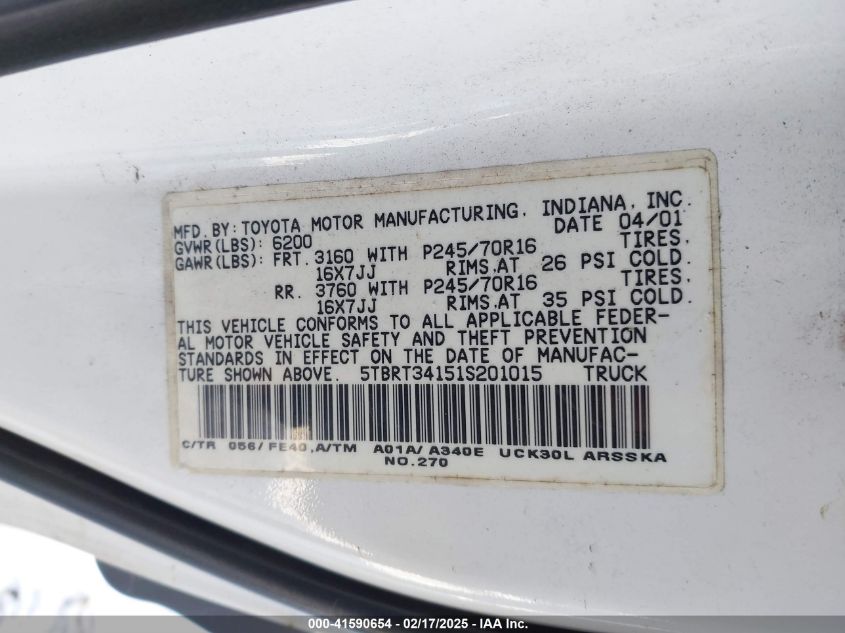 MFD. BY: TOYOTA MOTOR MANUFACTURING, INDIANA, INC.
GVWR(LBS): 6200 DATE 04/01
GAWR(LBS): FRT. 3160 WITH P245/70R16 TIRES,
16X7JJ RIMS,AT 26 PSI COLD.
RR. 3760 WITH P245/70R16 TIRES,
16X7JJ RIMS,AT 35 PSI COLD.
THIS VEHICLE CONFORMS TO ALL APPLICABLE FEDER-
AL MOTOR VEHICLE SAFETY AND THEFT PREVENTION
STANDARDS IN EFFECT ON THE DATE OF MANUFAC-
TURE SHOWN ABOVE. 5TBRT34151S201015 TRUCK
C/TR 056/FE40,A/TM A01A/A340E UCK30L ARSSKA
NO.270
000-41590654 - 02/17/2025 - IAAI.com